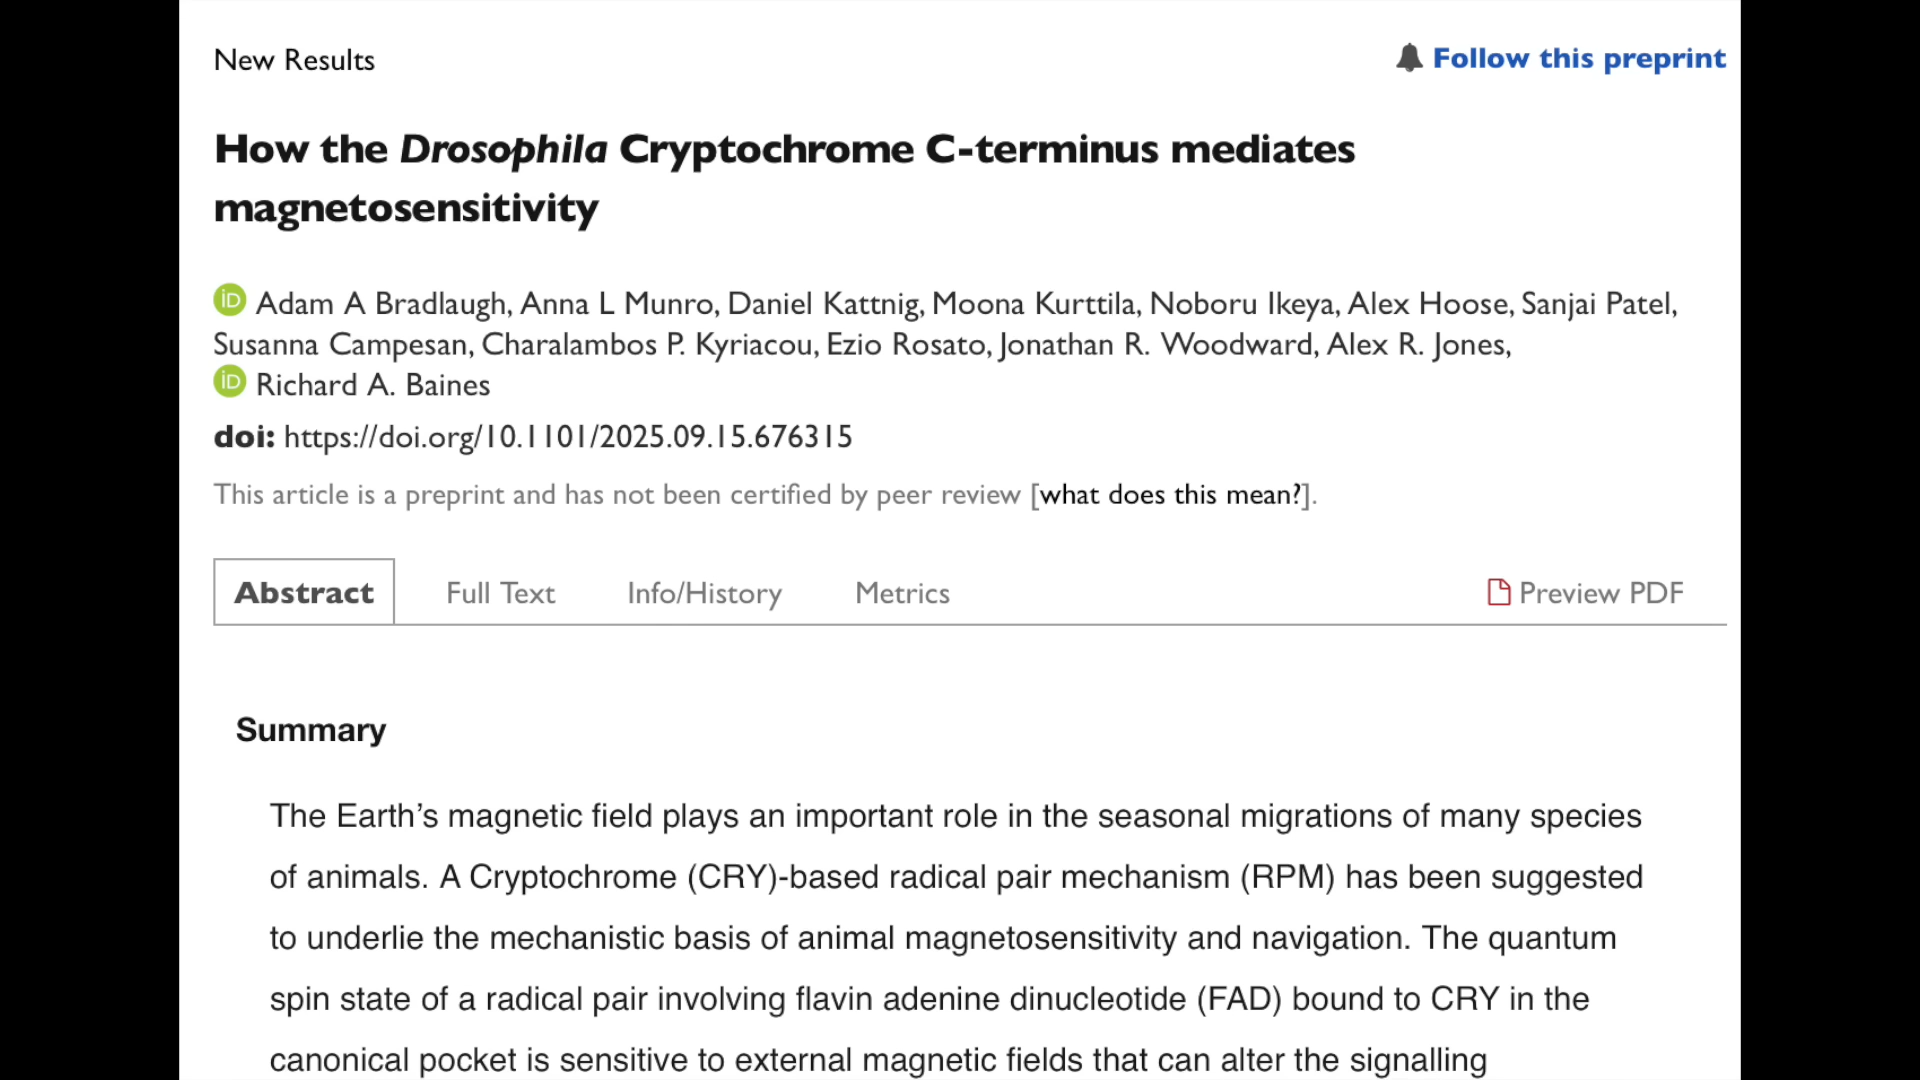 New Results
Follow this preprint
How the Drosophila Cryptochrome C-terminus mediates
magnetosensitivity
iD Adam A Bradlaugh, Anna L Munro, Daniel Kattnig, Moona Kurttila, Noboru Ikeya, Alex Hoose, Sanjai Patel,
Susanna Campesan, Charalambos P. Kyriacou, Ezio Rosato, Jonathan R. Woodward, Alex R. Jones,
iD Richard A. Baines
doi: https://doi.org/10.1101/2025.09.15.676315
This article is a preprint and has not been certified by peer review [what does this mean?].
Abstract Full Text Info/History Metrics Preview PDF
Summary
The Earth’s magnetic field plays an important role in the seasonal migrations of many species
of animals. A Cryptochrome (CRY)-based radical pair mechanism (RPM) has been suggested
to underlie the mechanistic basis of animal magnetosensitivity and navigation. The quantum
spin state of a radical pair involving flavin adenine dinucleotide (FAD) bound to CRY in the
canonical pocket is sensitive to external magnetic fields that can alter the signalling